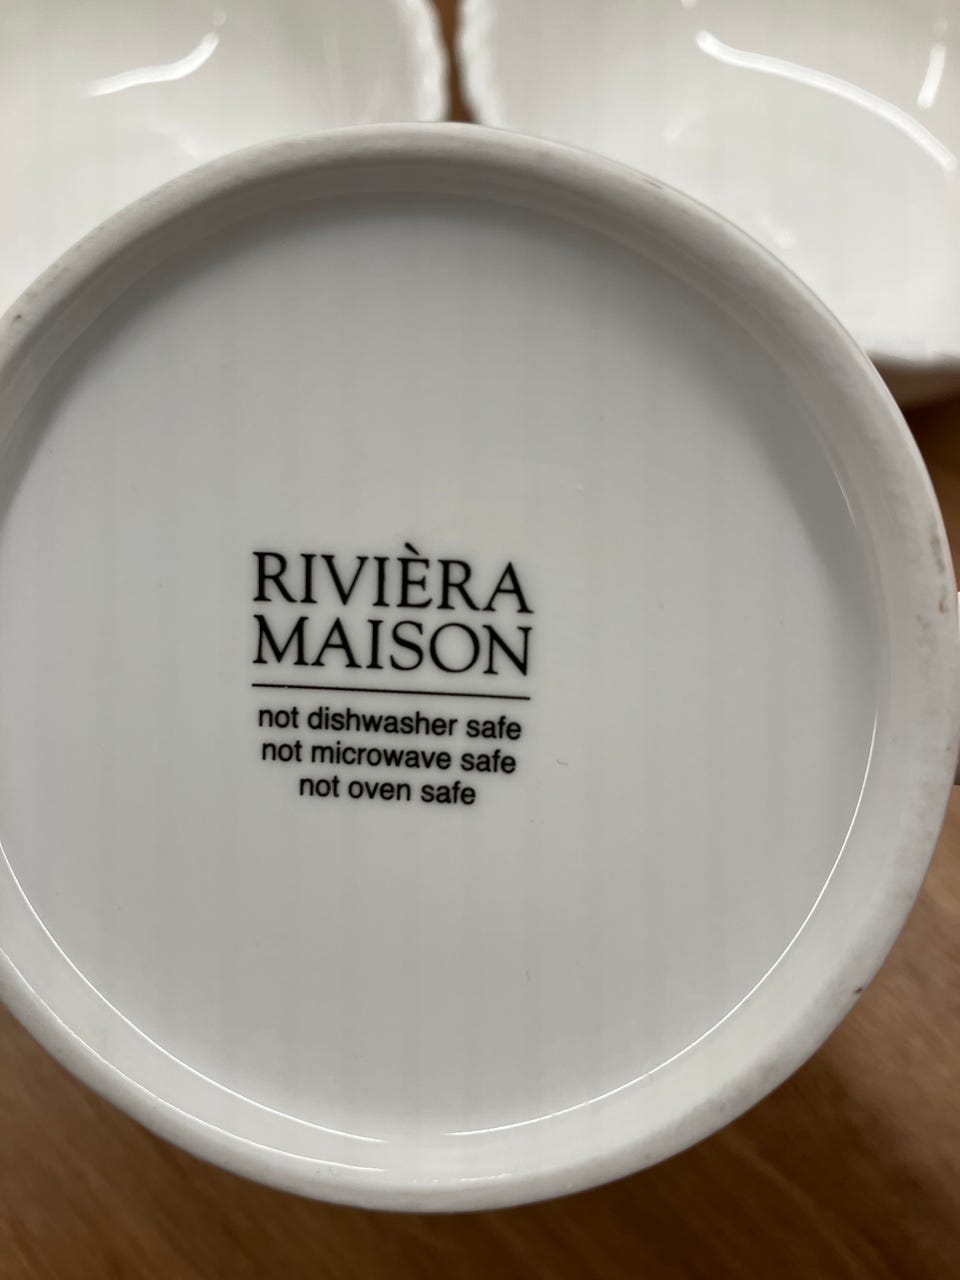 RIVIÈRA
MAISON
not dishwasher safe
not microwave safe
not oven safe